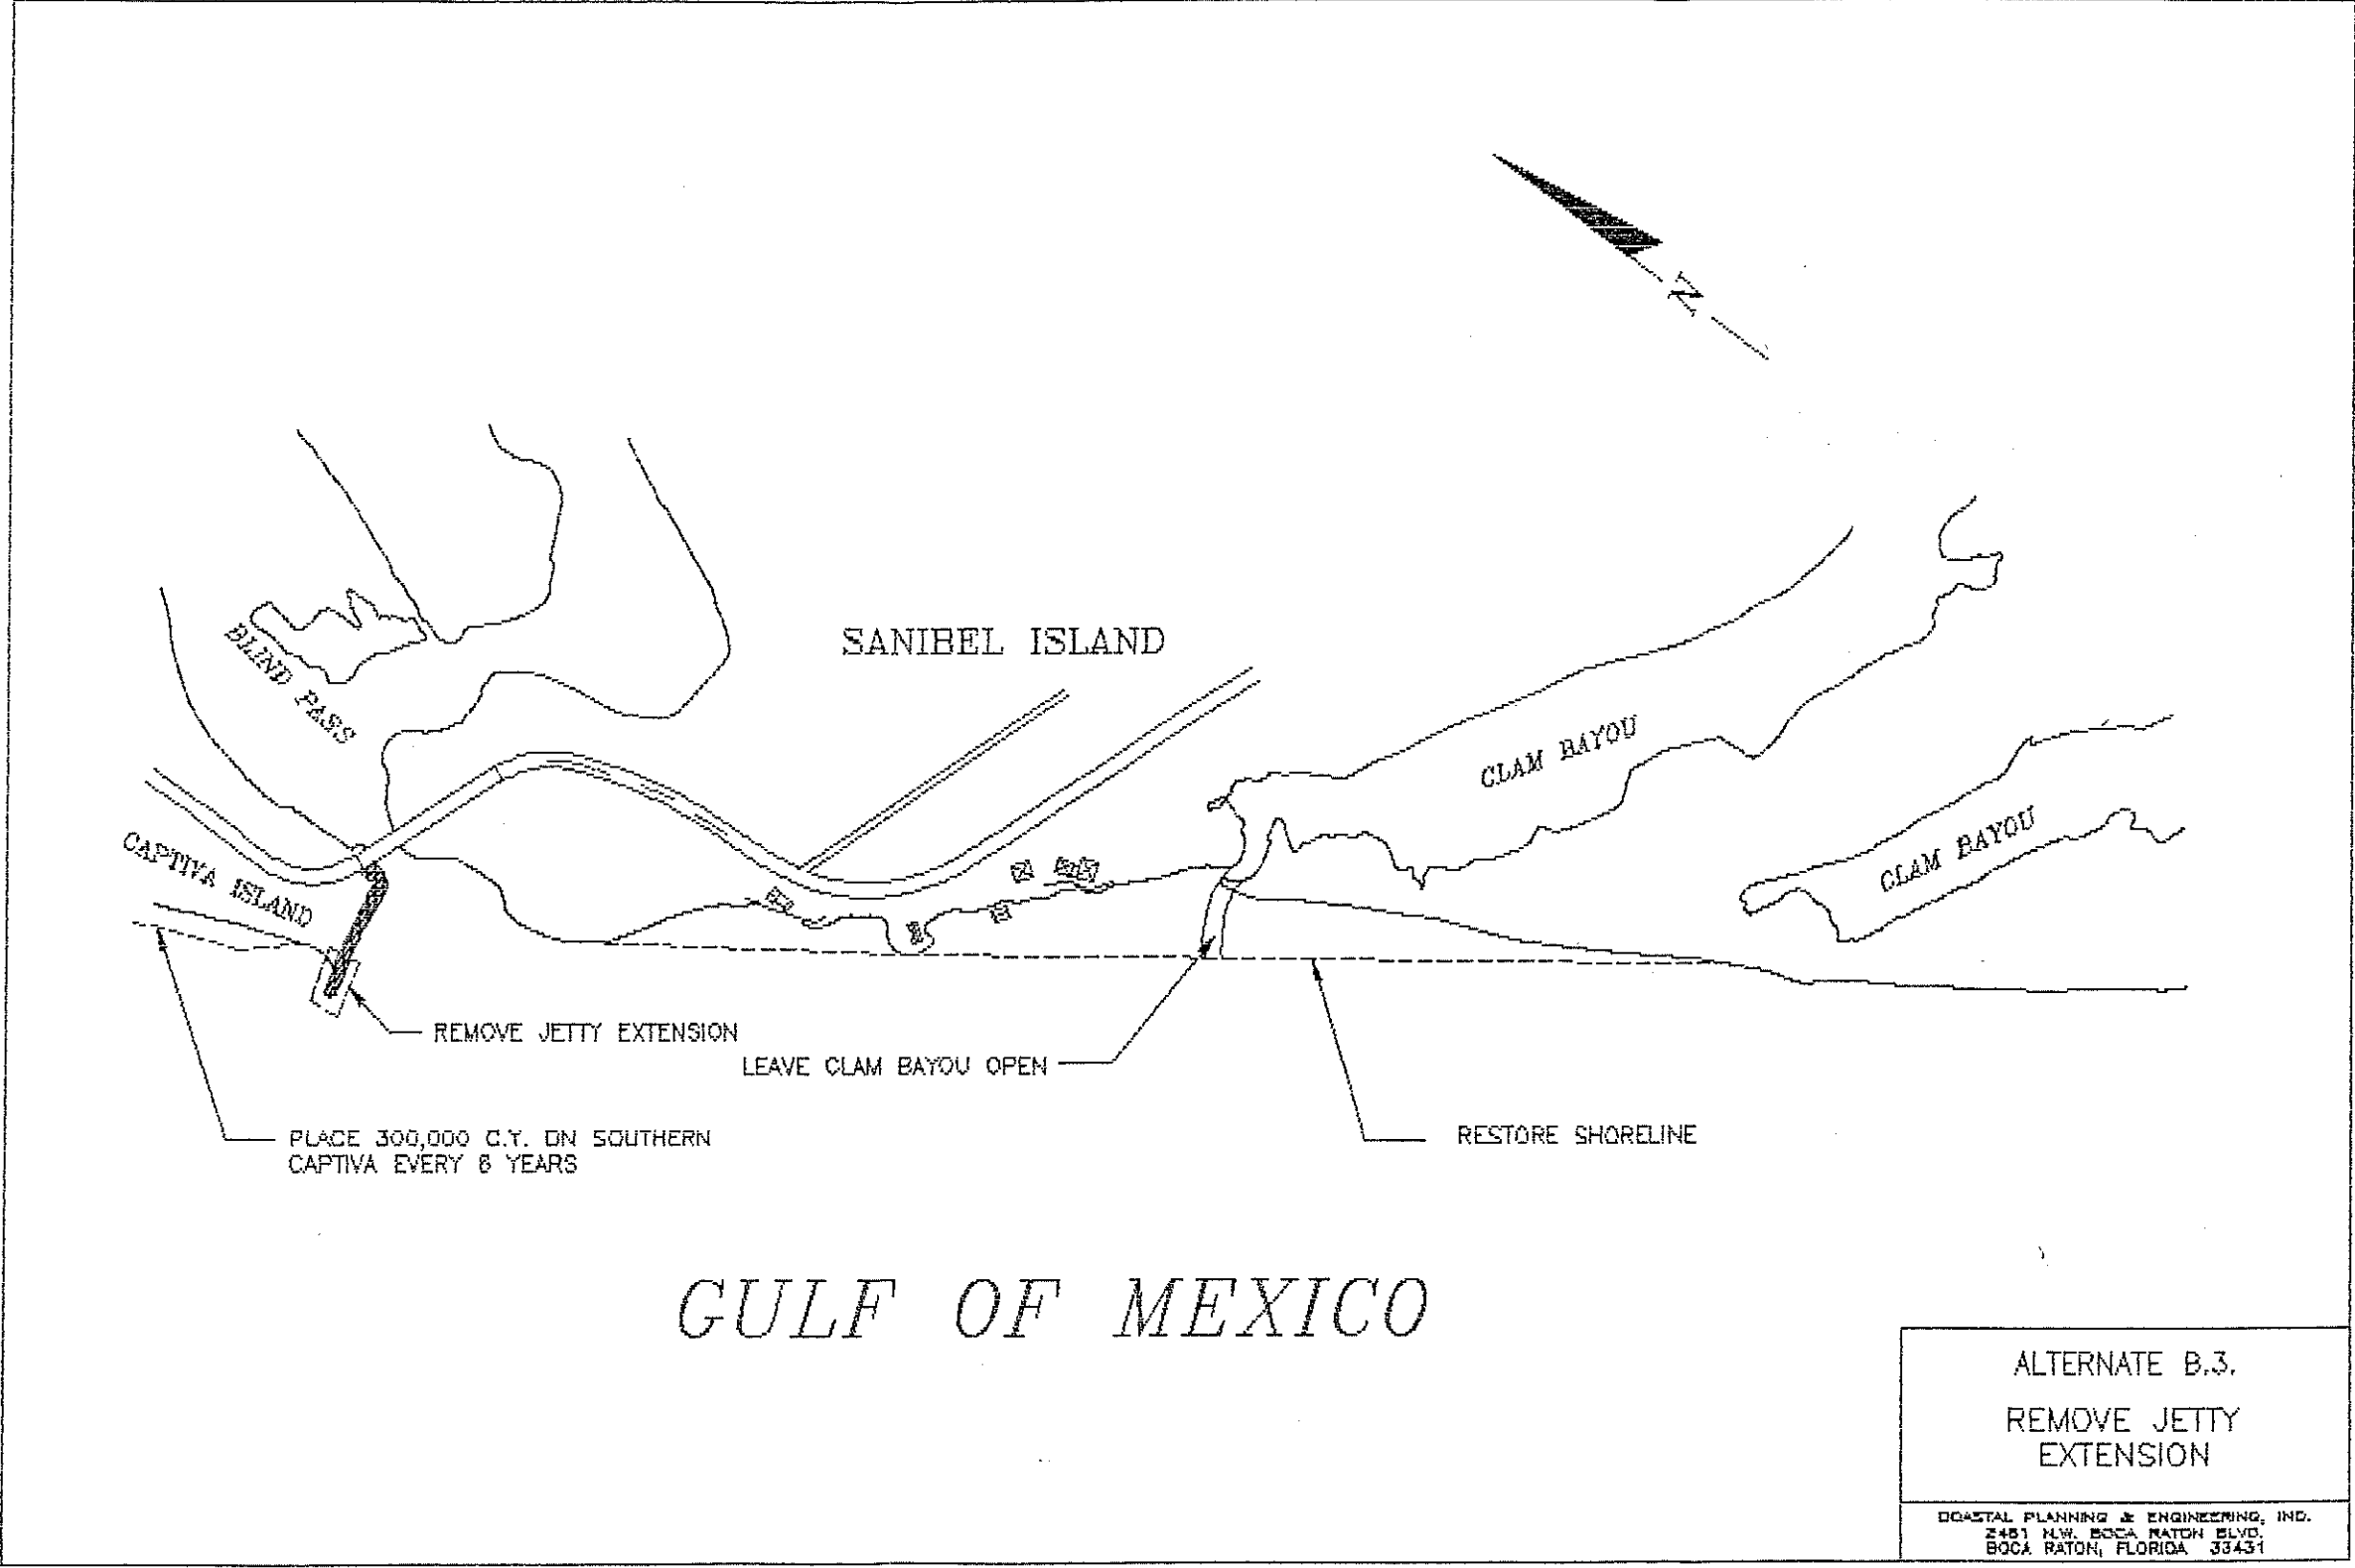 N
SANIBEL ISLAND
BLIND PASS
CLAM BAYOU
CLAM BAYOU
CAPTIVA ISLAND
REMOVE JETTY EXTENSION
LEAVE CLAM BAYOU OPEN
PLACE 300,000 C.Y. ON SOUTHERN
CAPTIVA EVERY 6 YEARS
RESTORE SHORELINE
GULF OF MEXICO
ALTERNATE B.3.
REMOVE JETTY
EXTENSION
COASTAL PLANNING & ENGINEERING, INC.
2481 N.W. BOCA RATON BLVD.
BOCA RATON, FLORIDA 33431